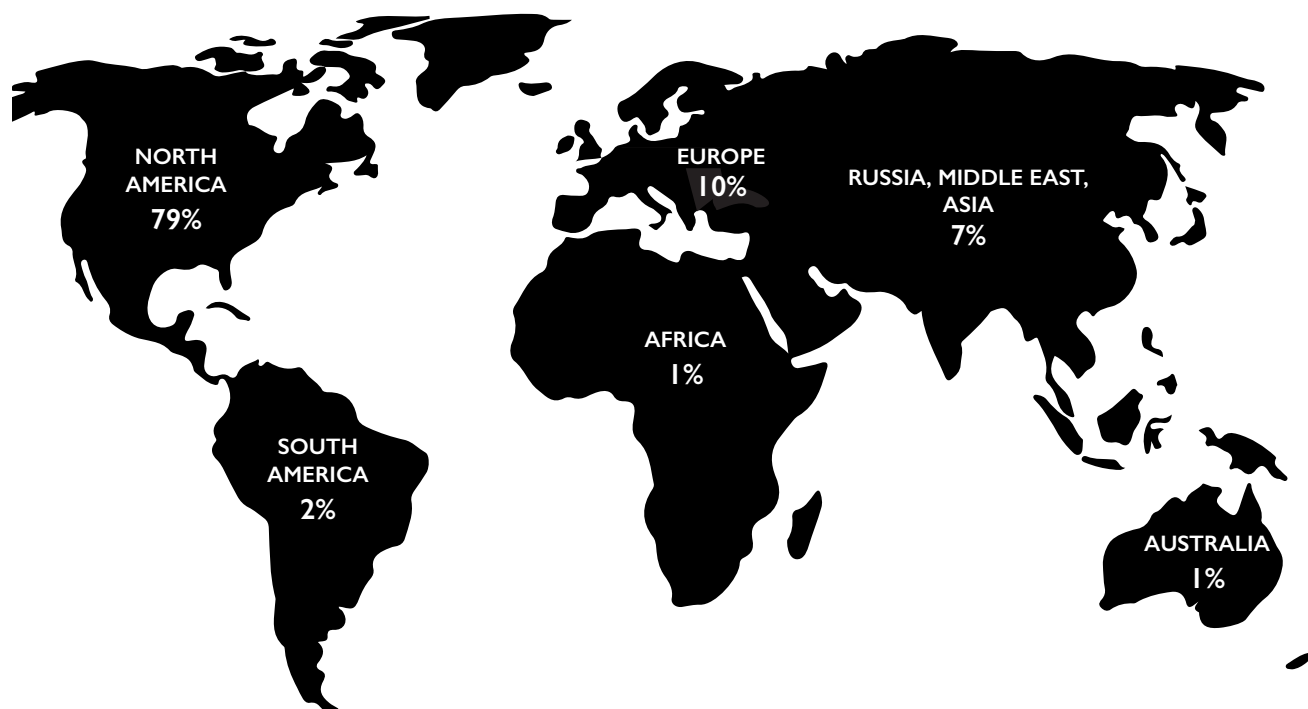 NORTH
AMERICA
79%
EUROPE
10%
RUSSIA, MIDDLE EAST,
ASIA
7%
AFRICA
1%
SOUTH
AMERICA
2%
AUSTRALIA
1%